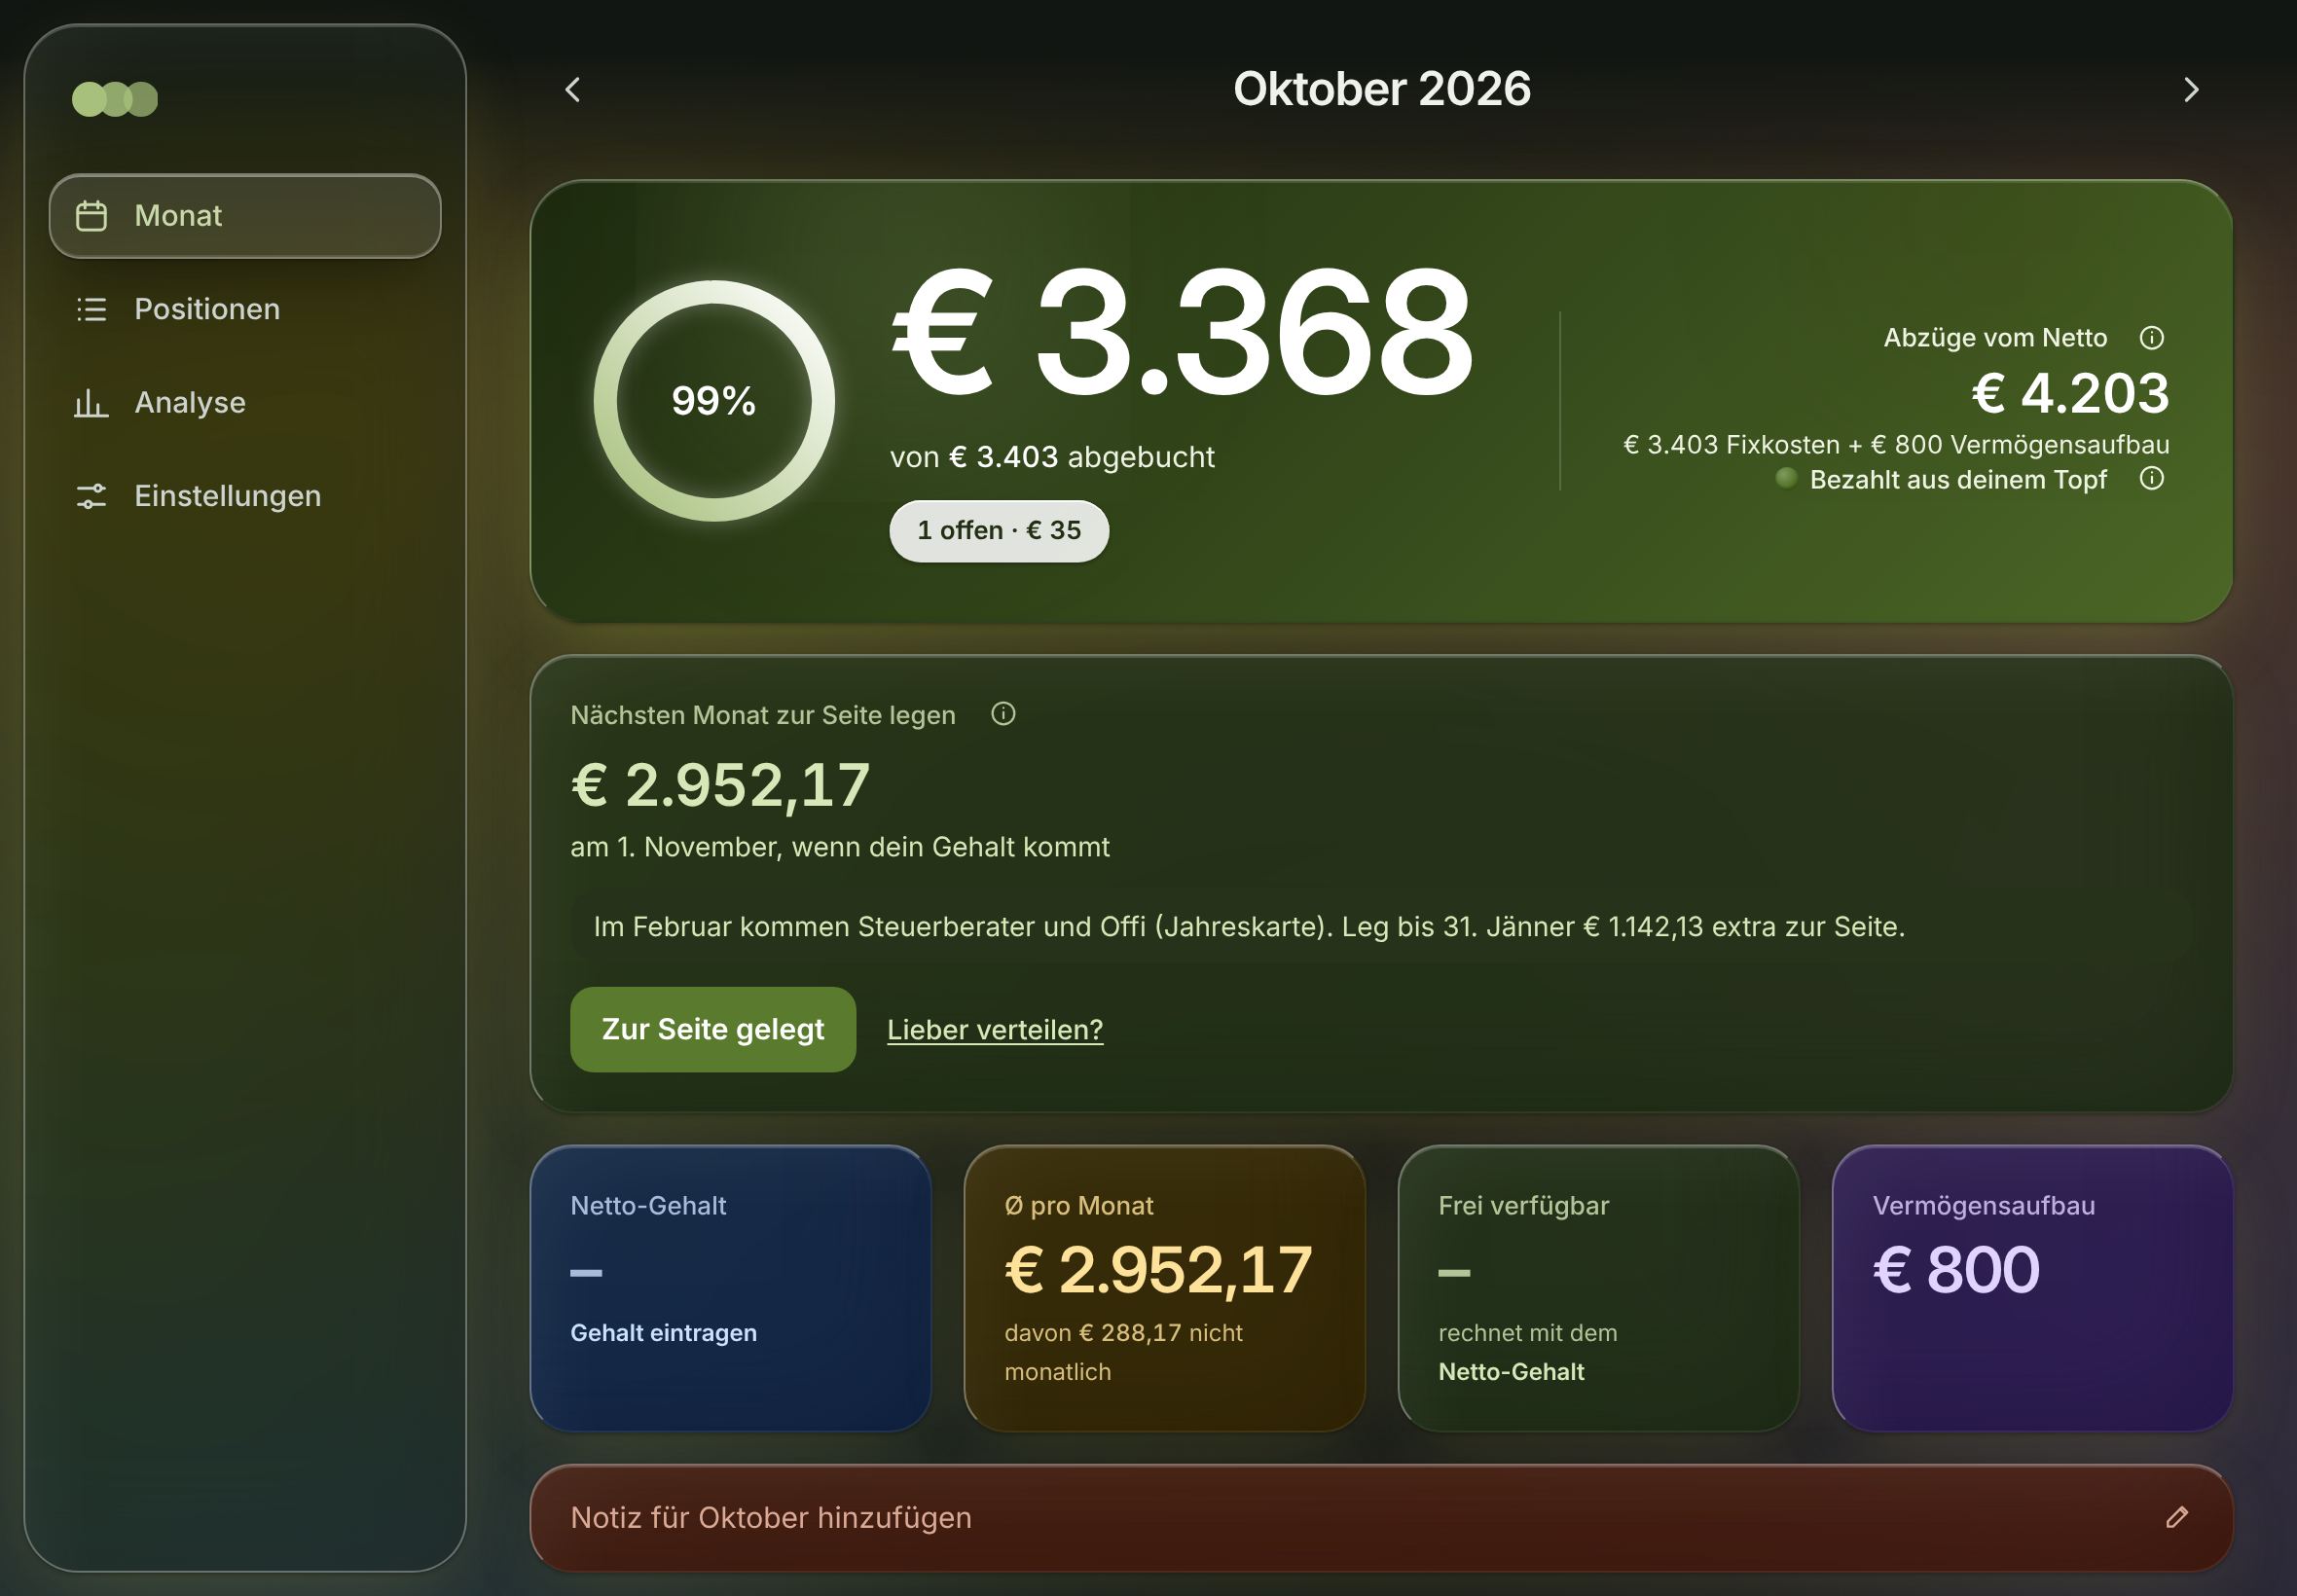 Oktober 2026
Monat
Positionen
Analyse
Einstellungen
99%
€ 3.368
von € 3.403 abgebucht
1 offen · € 35
Abzüge vom Netto
€ 4.203
€ 3.403 Fixkosten + € 800 Vermögensaufbau
Bezahlt aus deinem Topf
Nächsten Monat zur Seite legen
€ 2.952,17
am 1. November, wenn dein Gehalt kommt
Im Februar kommen Steuerberater und Offi (Jahreskarte). Leg bis 31. Jänner € 1.142,13 extra zur Seite.
Zur Seite gelegt
Lieber verteilen?
Netto-Gehalt
–
Gehalt eintragen
Ø pro Monat
€ 2.952,17
davon € 288,17 nicht
monatlich
Frei verfügbar
–
rechnet mit dem
Netto-Gehalt
Vermögensaufbau
€ 800
Notiz für Oktober hinzufügen